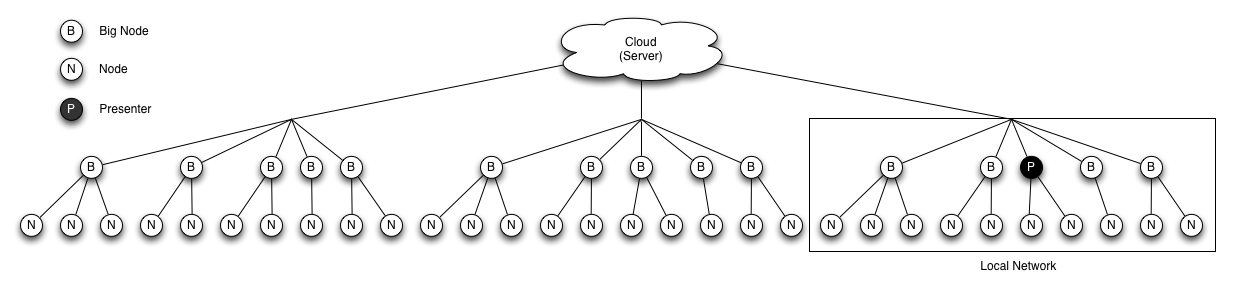 B Big Node
N Node
P Presenter
Cloud
(Server)
B B B B B B B B B B B B P B B
N N N N N N N N N N N N N N N N N N N N N N N N N N N N N N
Local Network